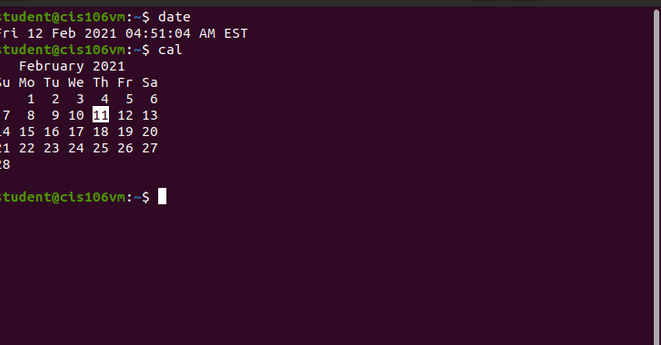 student@cis106vm:~$ date
Fri 12 Feb 2021 04:51:04 AM EST
student@cis106vm:~$ cal
   February 2021
Su Mo Tu We Th Fr Sa
    1  2  3  4  5  6
 7  8  9 10 11 12 13
14 15 16 17 18 19 20
21 22 23 24 25 26 27
28
student@cis106vm:~$